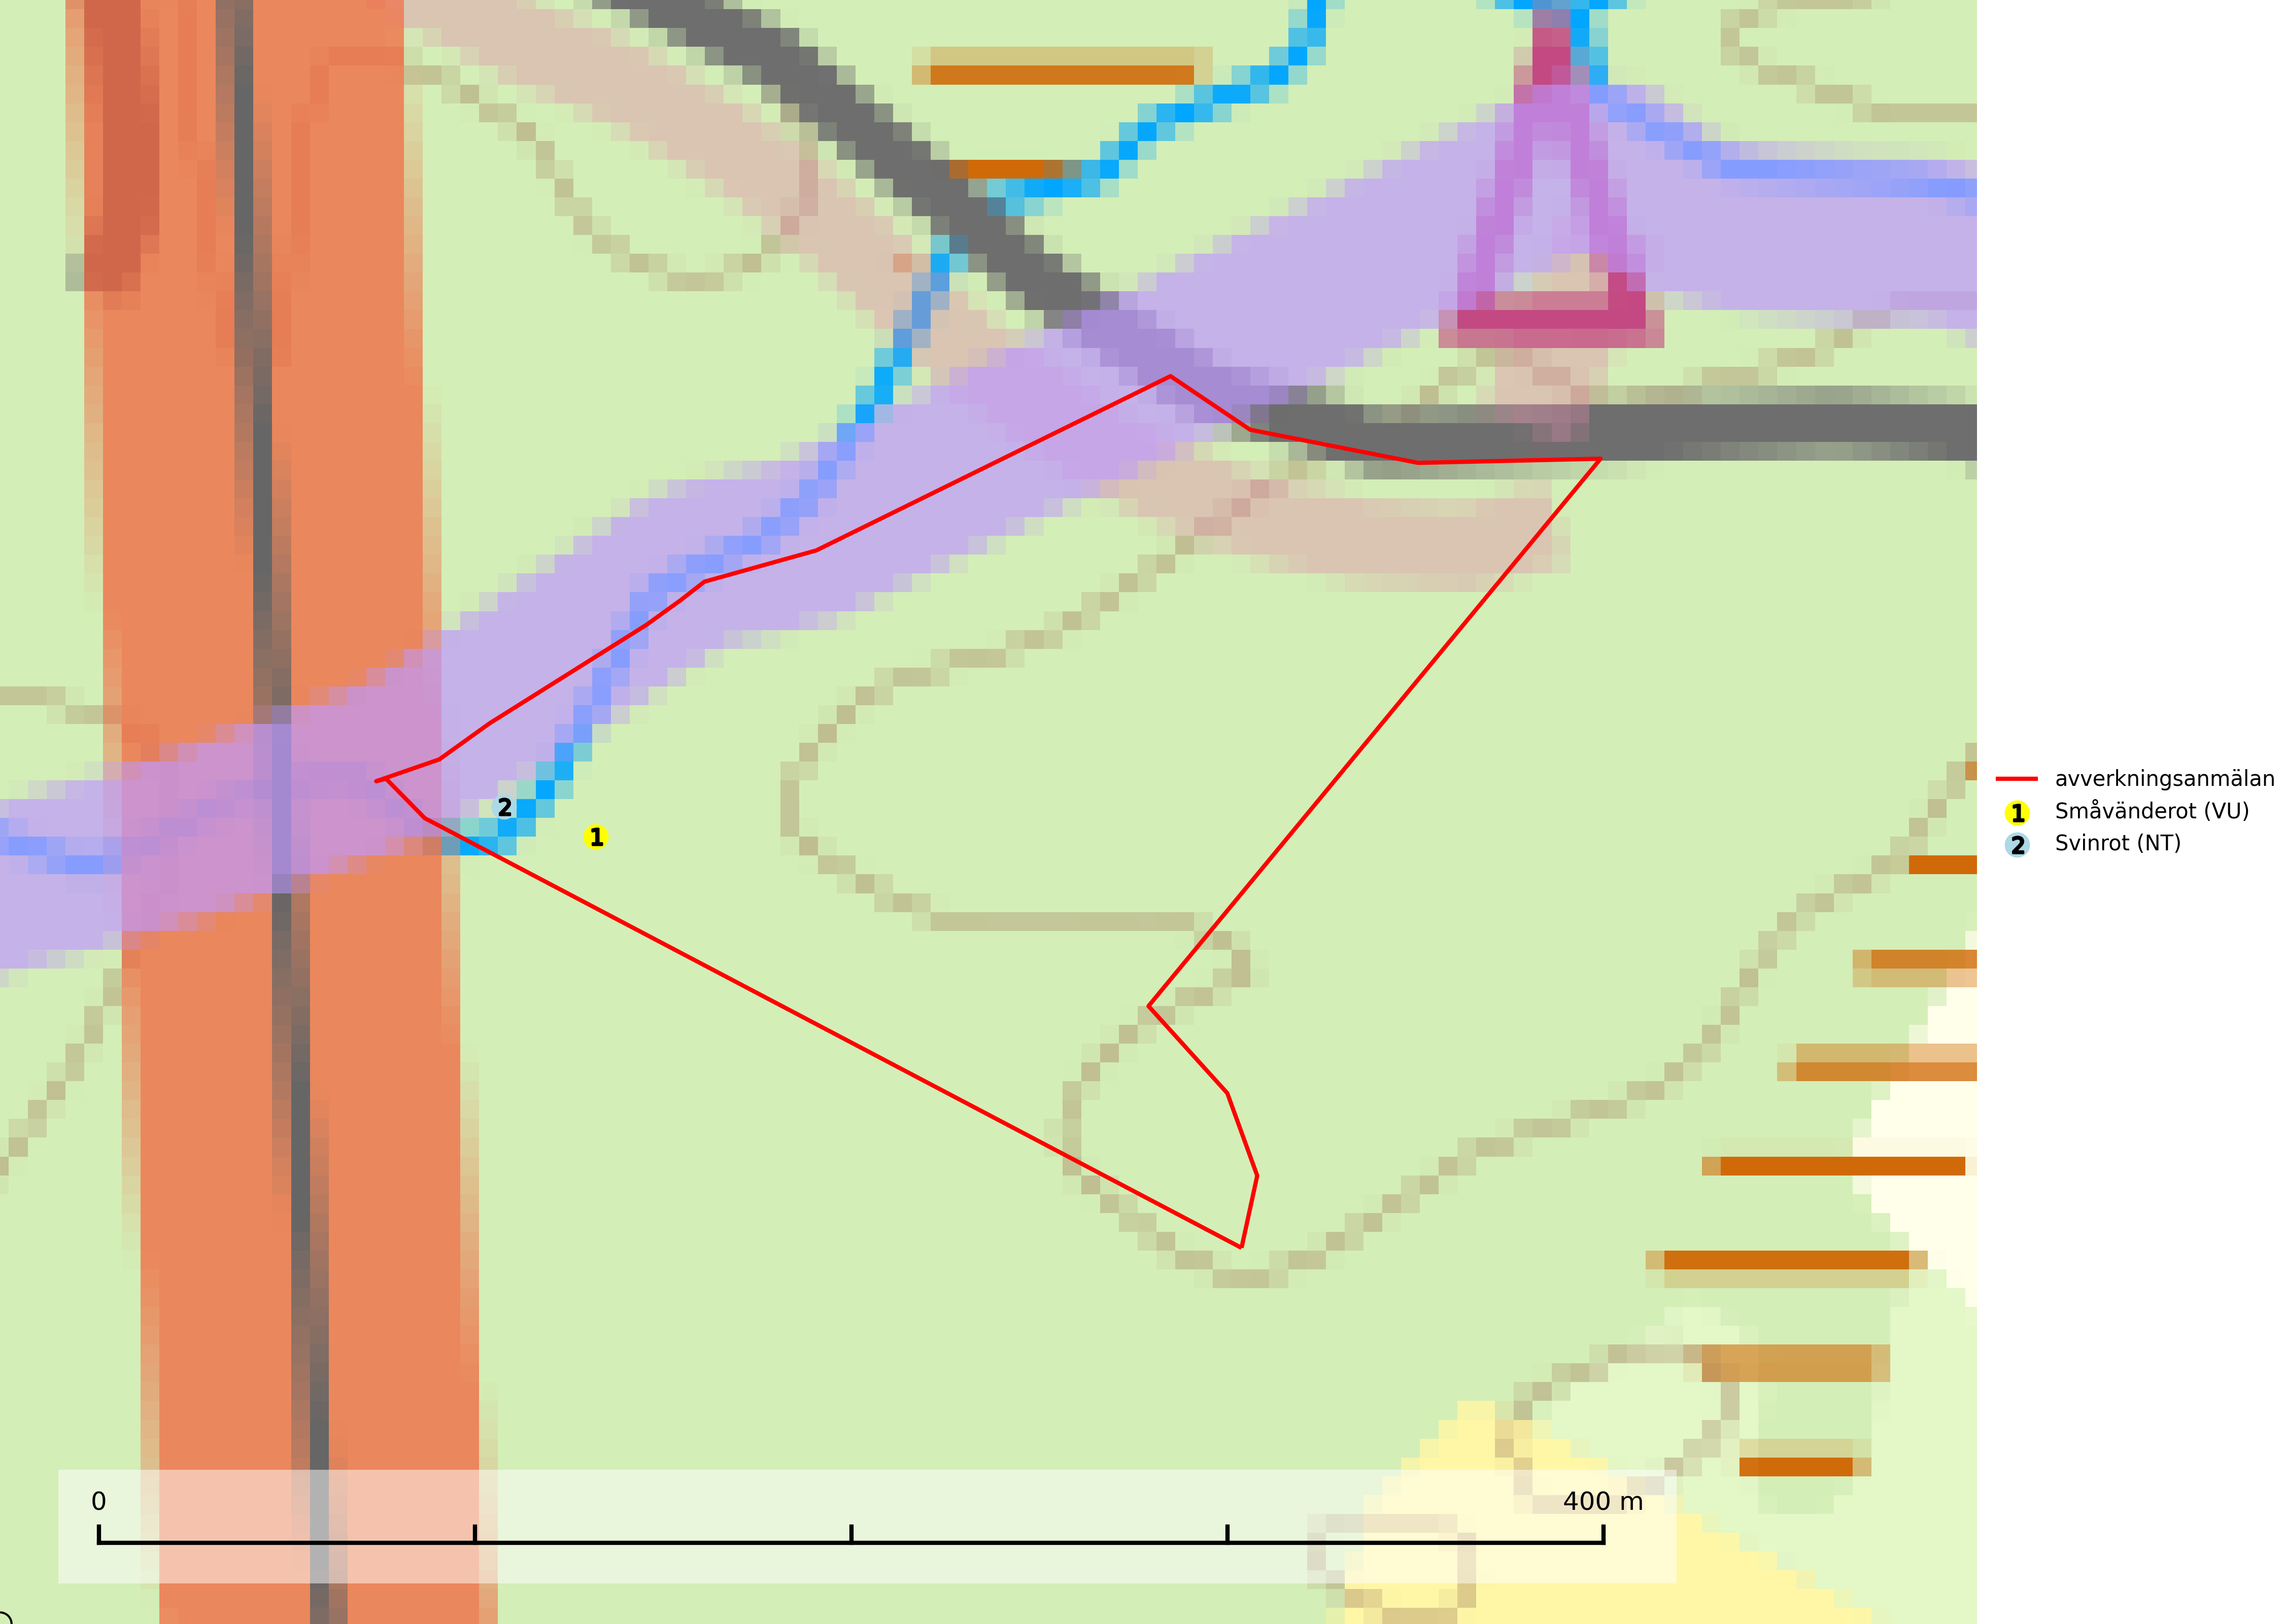 2
1
avverkningsanmälan
1 Småvänderot (VU)
2 Svinrot (NT)
0 400 m